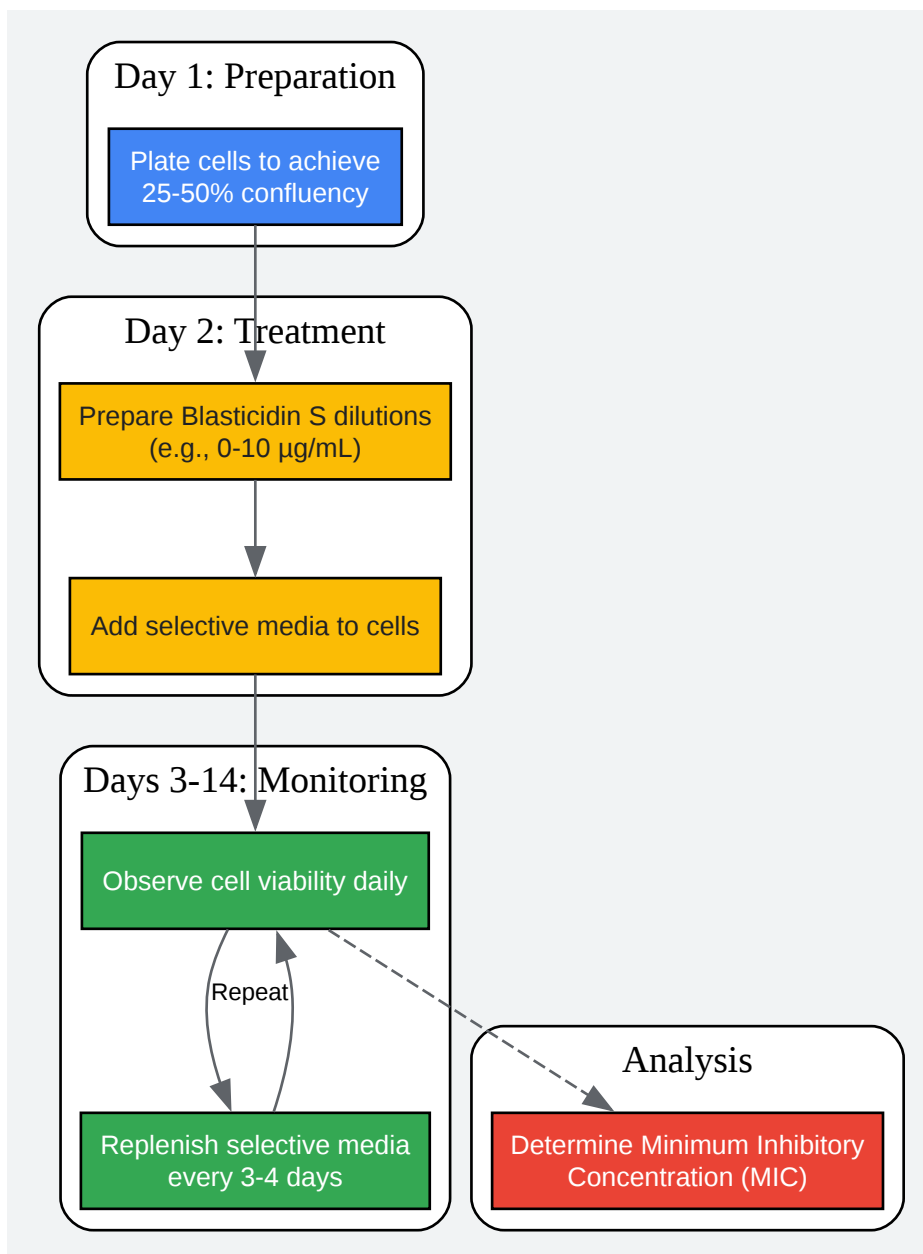 Day 1: Preparation
Plate cells to achieve
25-50% confluency
Day 2: Treatment
Prepare Blasticidin S dilutions
(e.g., 0-10 µg/mL)
Add selective media to cells
Days 3-14: Monitoring
Observe cell viability daily
Repeat
Replenish selective media
every 3-4 days
Analysis
Determine Minimum Inhibitory
Concentration (MIC)